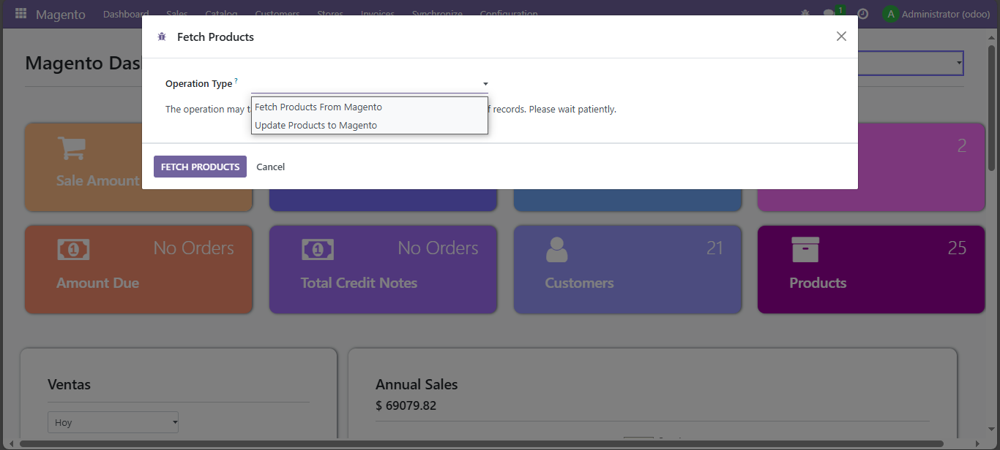 Magento Dashboard Sales Catalog Customers Stores Invoices Synchronize Configuration 1 A Administrator (odoo)
Fetch Products
Magento Das
Operation Type ?
Fetch Products From Magento
Update Products to Magento
The operation may t f records. Please wait patiently.
FETCH PRODUCTS Cancel
2
Sale Amount
No Orders
Amount Due
No Orders
Total Credit Notes
21
Customers
25
Products
Ventas
Hoy
Annual Sales
$ 69079.82